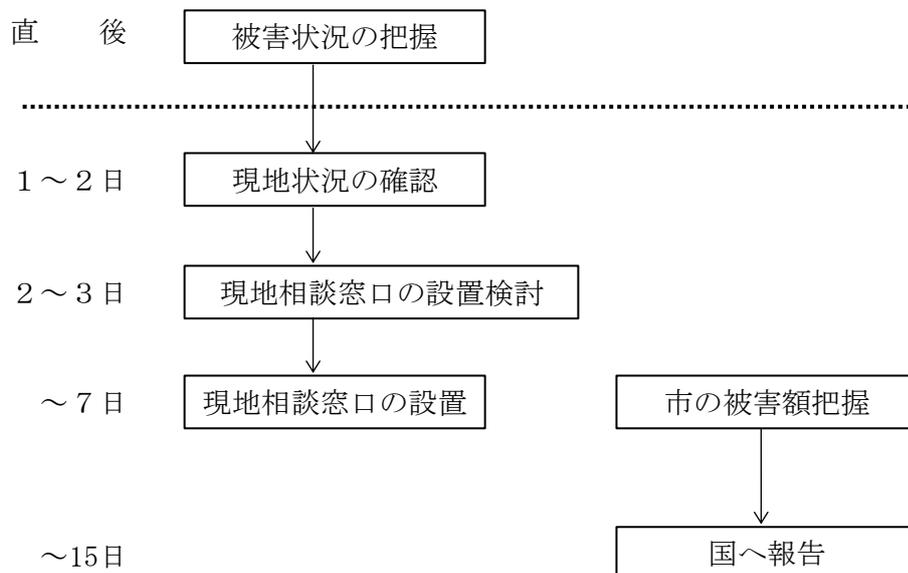 直　後　被害状況の把握
１～２日　現地状況の確認
２～３日　現地相談窓口の設置検討
～７日　現地相談窓口の設置　市の被害額把握
～15日　国へ報告